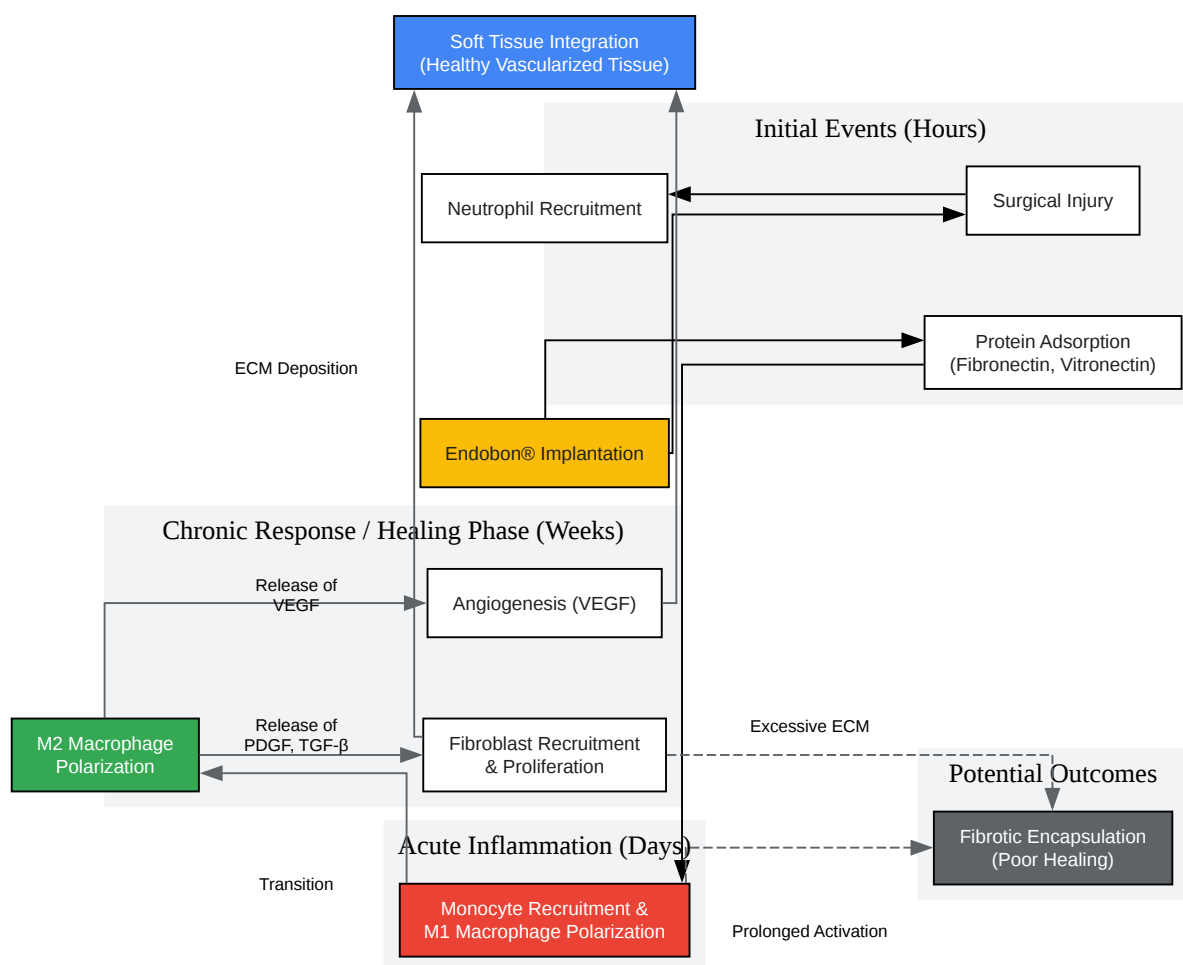 Soft Tissue Integration
(Healthy Vascularized Tissue)
Initial Events (Hours)
Neutrophil Recruitment
Surgical Injury
Protein Adsorption
(Fibronectin, Vitronectin)
ECM Deposition
Endobon® Implantation
Chronic Response / Healing Phase (Weeks)
Release of
VEGF
Angiogenesis (VEGF)
M2 Macrophage
Polarization
Release of
PDGF, TGF-β
Fibroblast Recruitment
& Proliferation
Excessive ECM
Potential Outcomes
Fibrotic Encapsulation
(Poor Healing)
Acute Inflammation (Days)
Transition
Monocyte Recruitment &
M1 Macrophage Polarization
Prolonged Activation